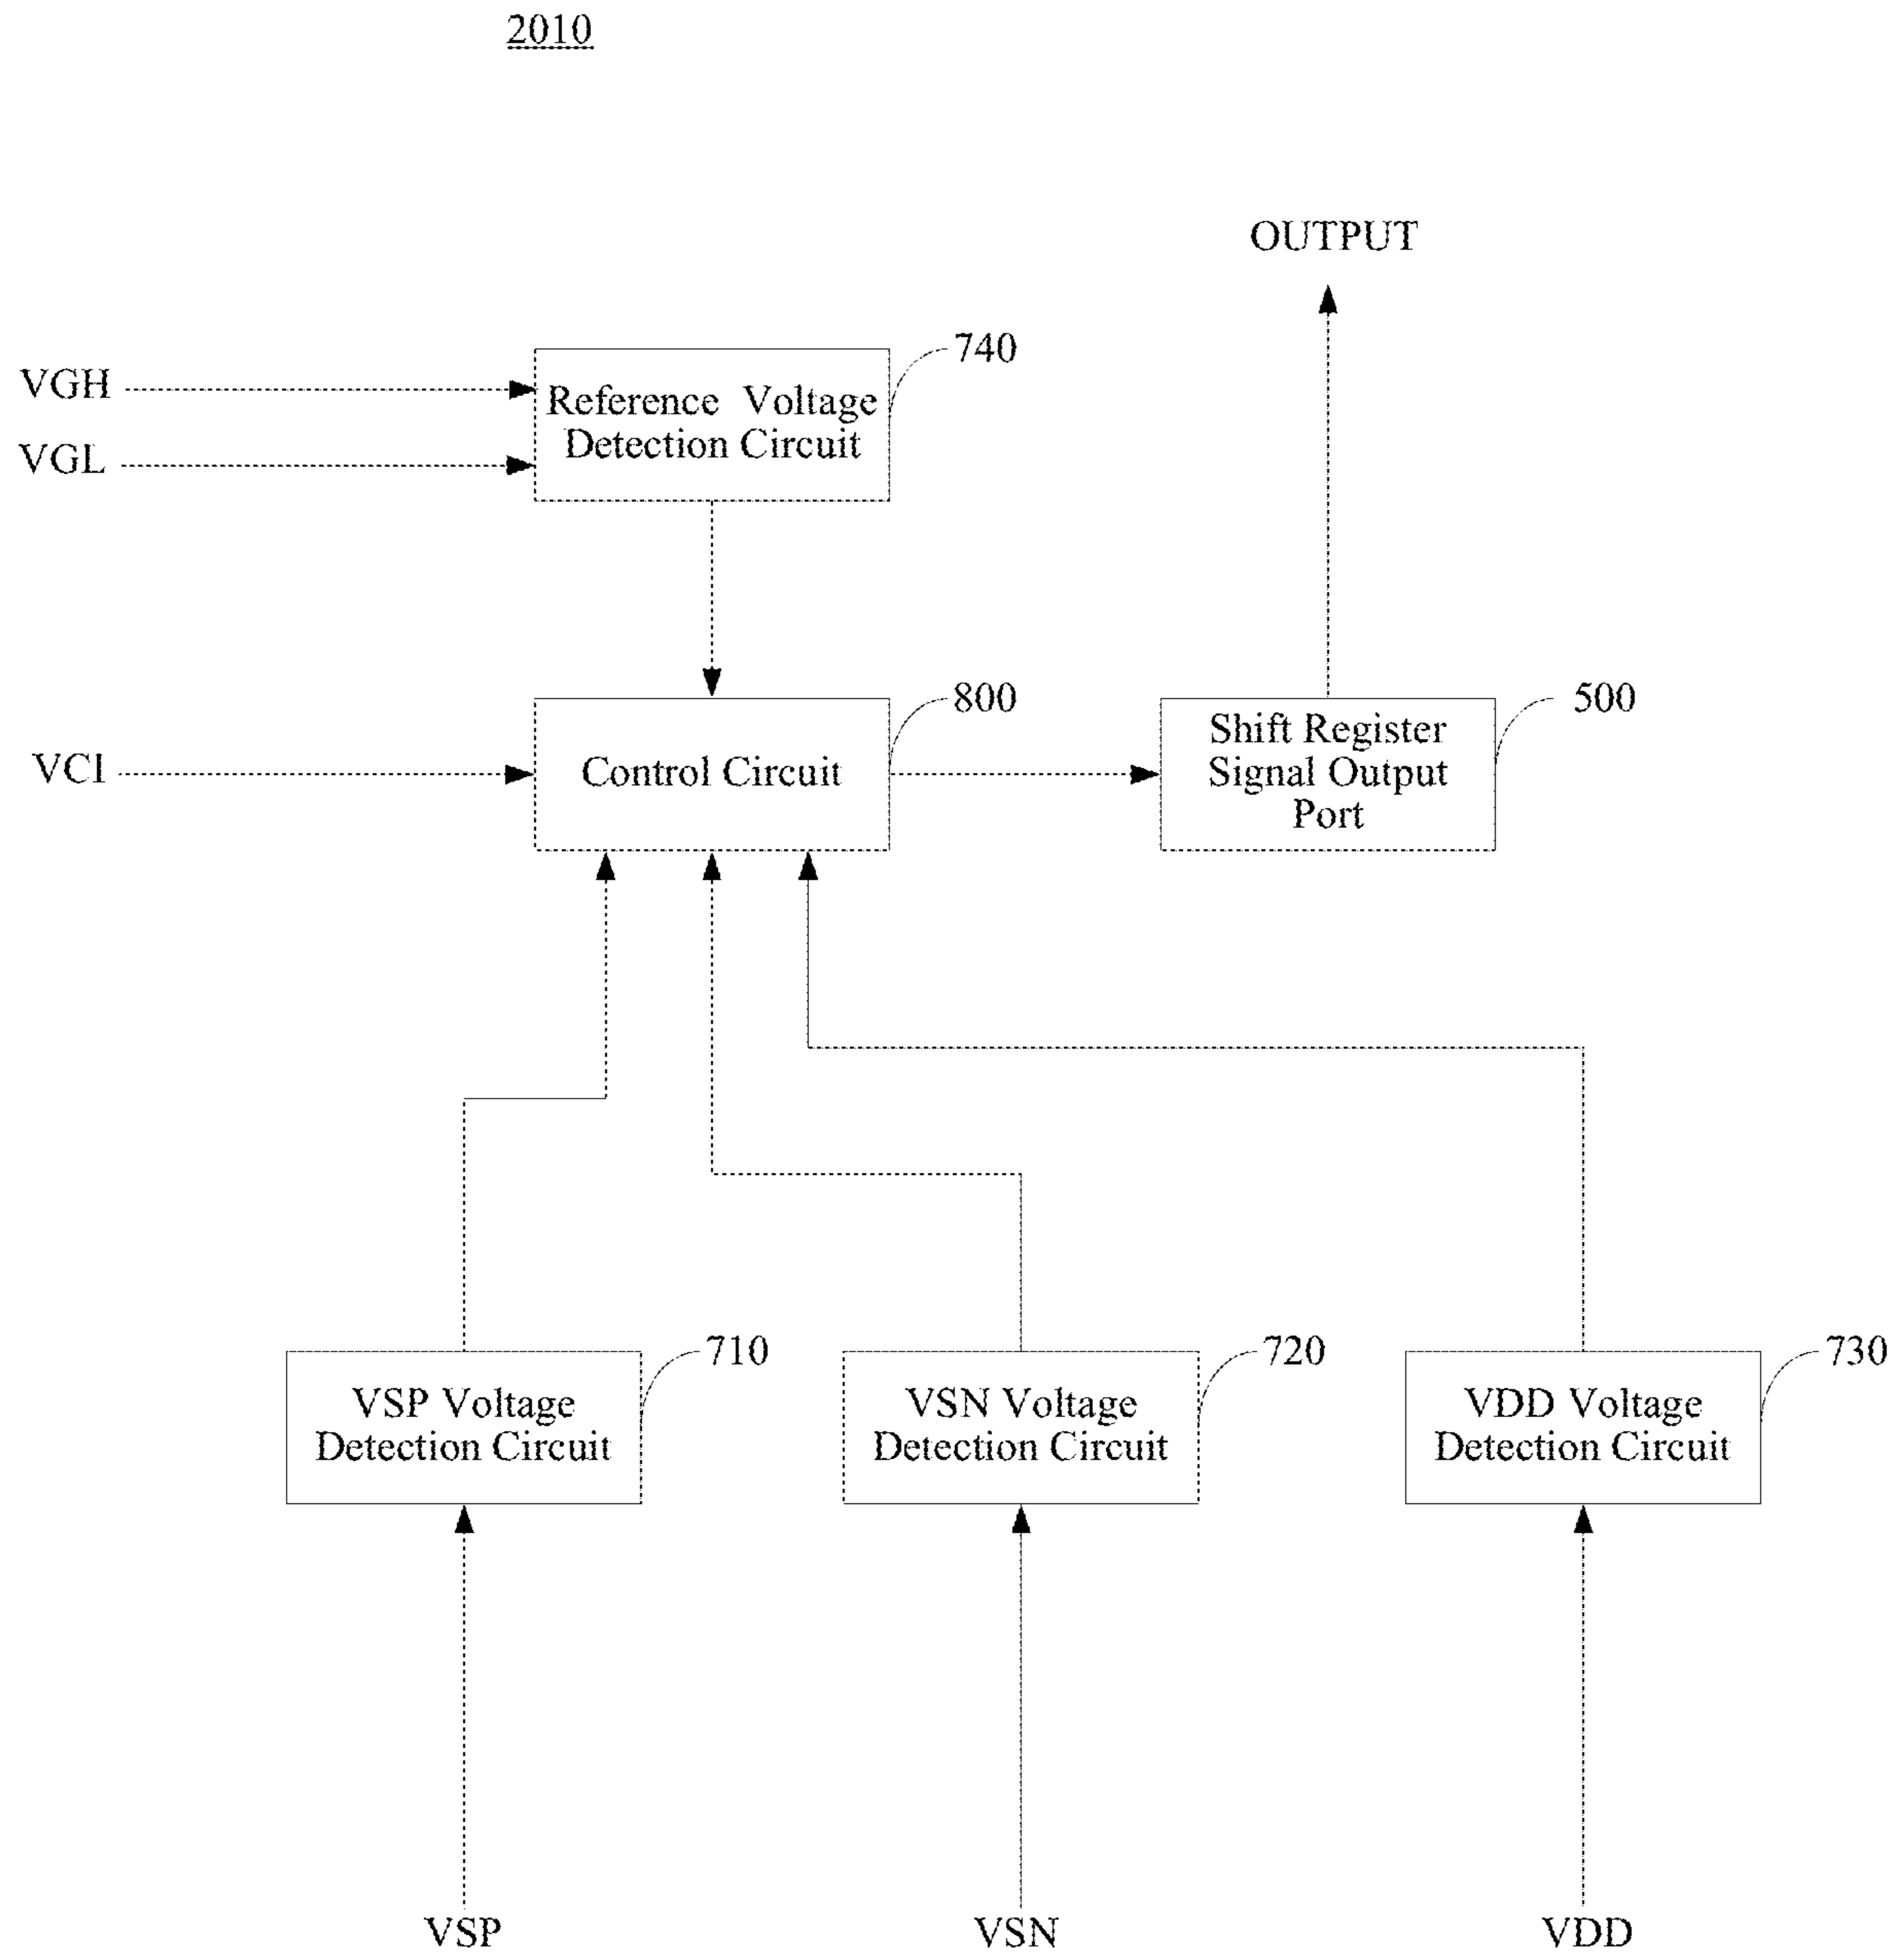 2010
OUTPUT
740
VGH
Reference Voltage
Detection Circuit
VGL
800
500
VCI
Control Circuit
Shift Register
Signal Output
Port
710
720
730
VSP Voltage
Detection Circuit
VSN Voltage
Detection Circuit
VDD Voltage
Detection Circuit
VSP
VSN
VDD